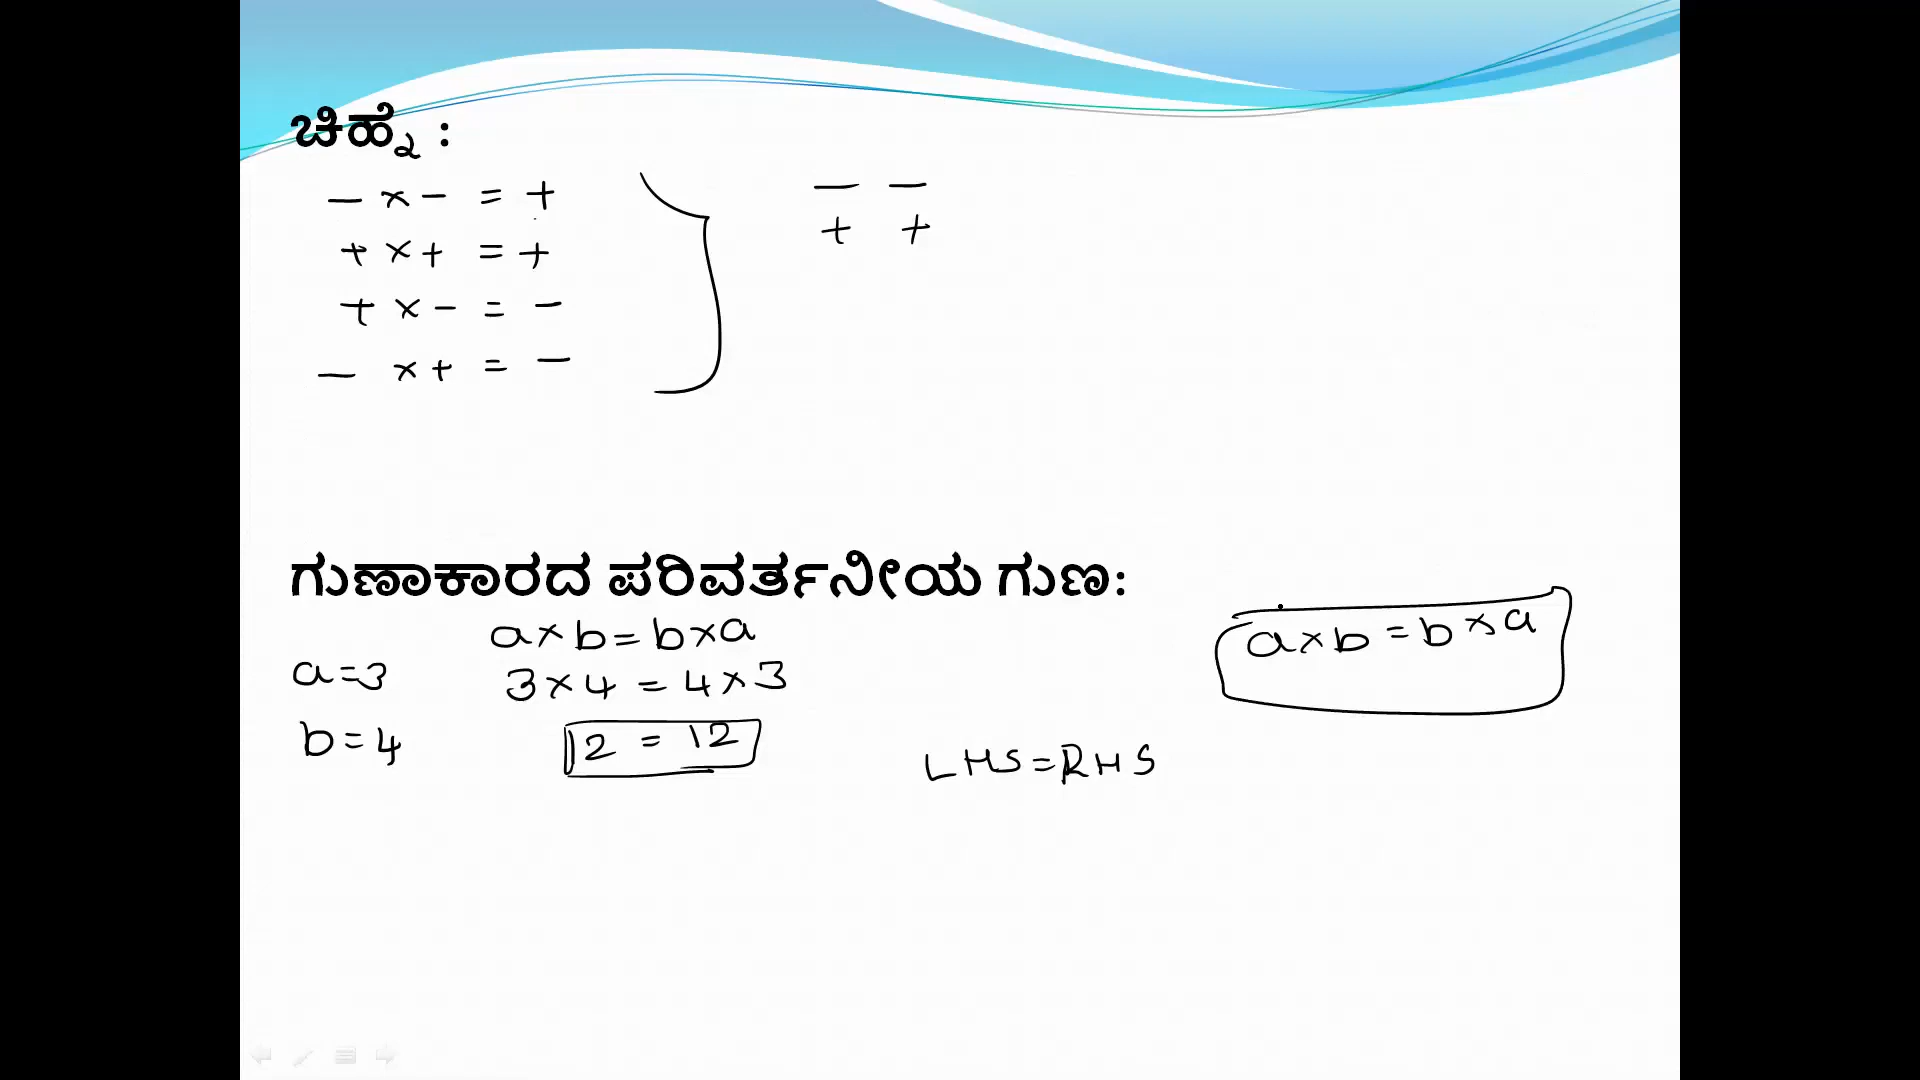 ಚಿಹ್ನೆ :
- x - = +
+ x + = +
+ x - = -
- x + = -
- -
+ +
ಗುಣಾಕಾರದ ಪರಿವರ್ತನೀಯ ಗುಣ:
a x b = b x a
a = 3
3 x 4 = 4 x 3
b = 4
12 = 12
LHS = RHS
a x b = b x a